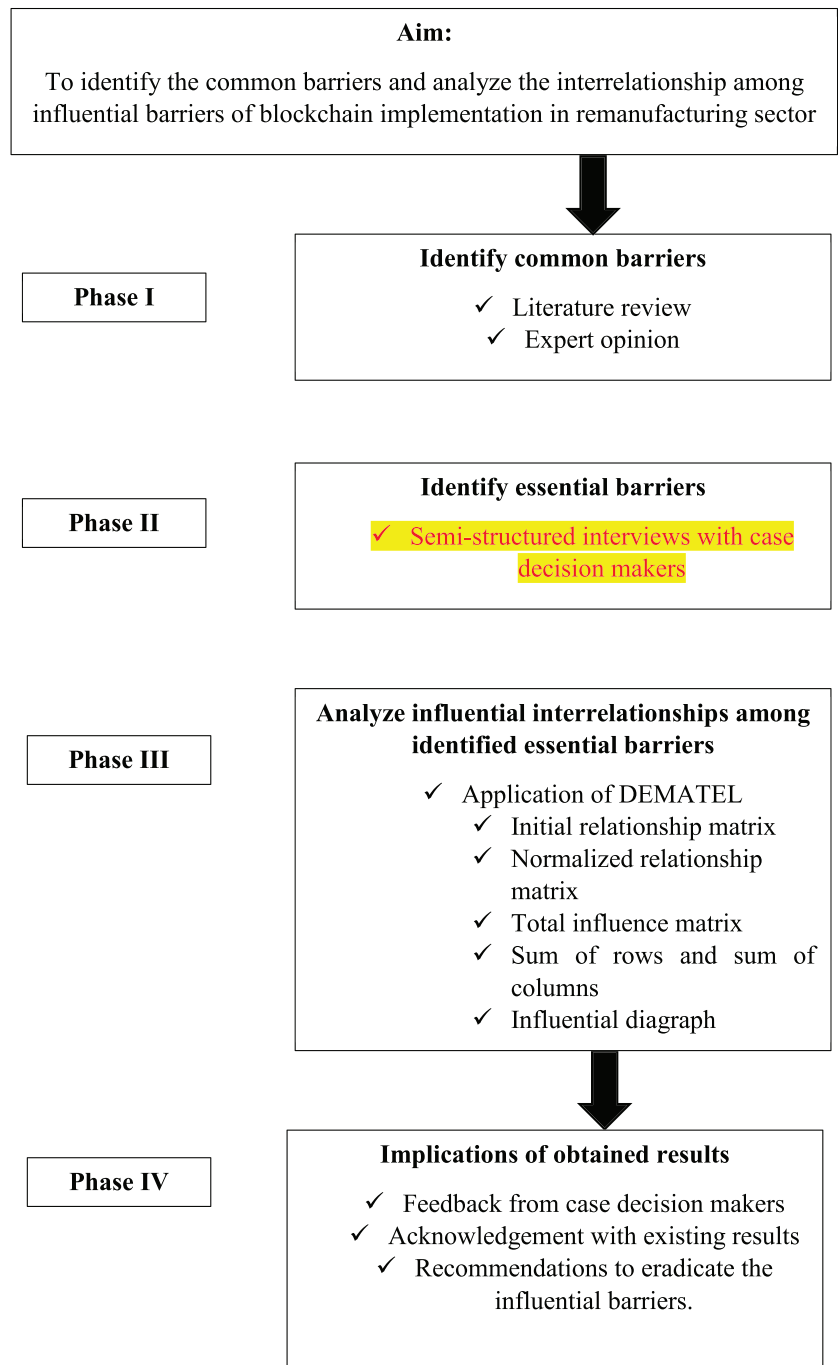 Aim:
To identify the common barriers and analyze the interrelationship among
influential barriers of blockchain implementation in remanufacturing sector
Phase I
Identify common barriers
✓ Literature review
✓ Expert opinion
Phase II
Identify essential barriers
✓ Semi-structured interviews with case
decision makers
Phase III
Analyze influential interrelationships among
identified essential barriers
✓ Application of DEMATEL
✓ Initial relationship matrix
✓ Normalized relationship
matrix
✓ Total influence matrix
✓ Sum of rows and sum of
columns
✓ Influential diagraph
Phase IV
Implications of obtained results
✓ Feedback from case decision makers
✓ Acknowledgement with existing results
✓ Recommendations to eradicate the
influential barriers.